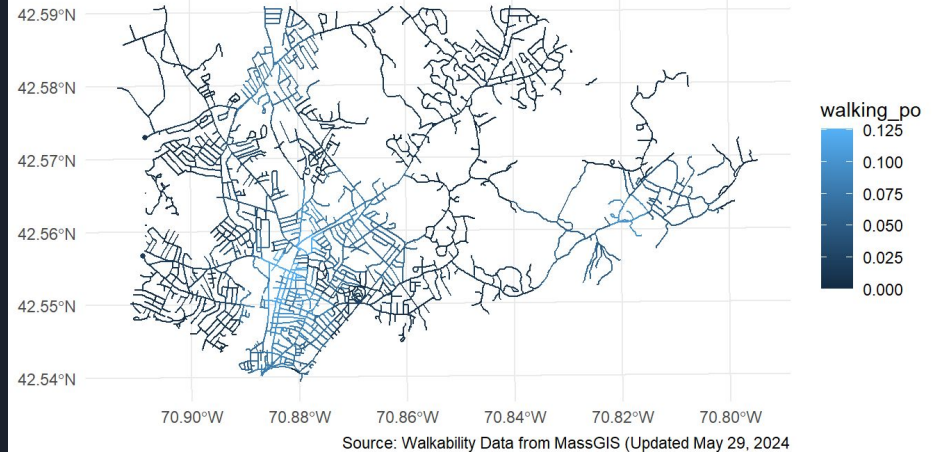 42.59°N
42.58°N
42.57°N
42.56°N
42.55°N
42.54°N
70.90°W
70.88°W
70.86°W
70.84°W
70.82°W
70.80°W
walking_po
0.125
0.100
0.075
0.050
0.025
0.000
Source: Walkability Data from MassGIS (Updated May 29, 2024